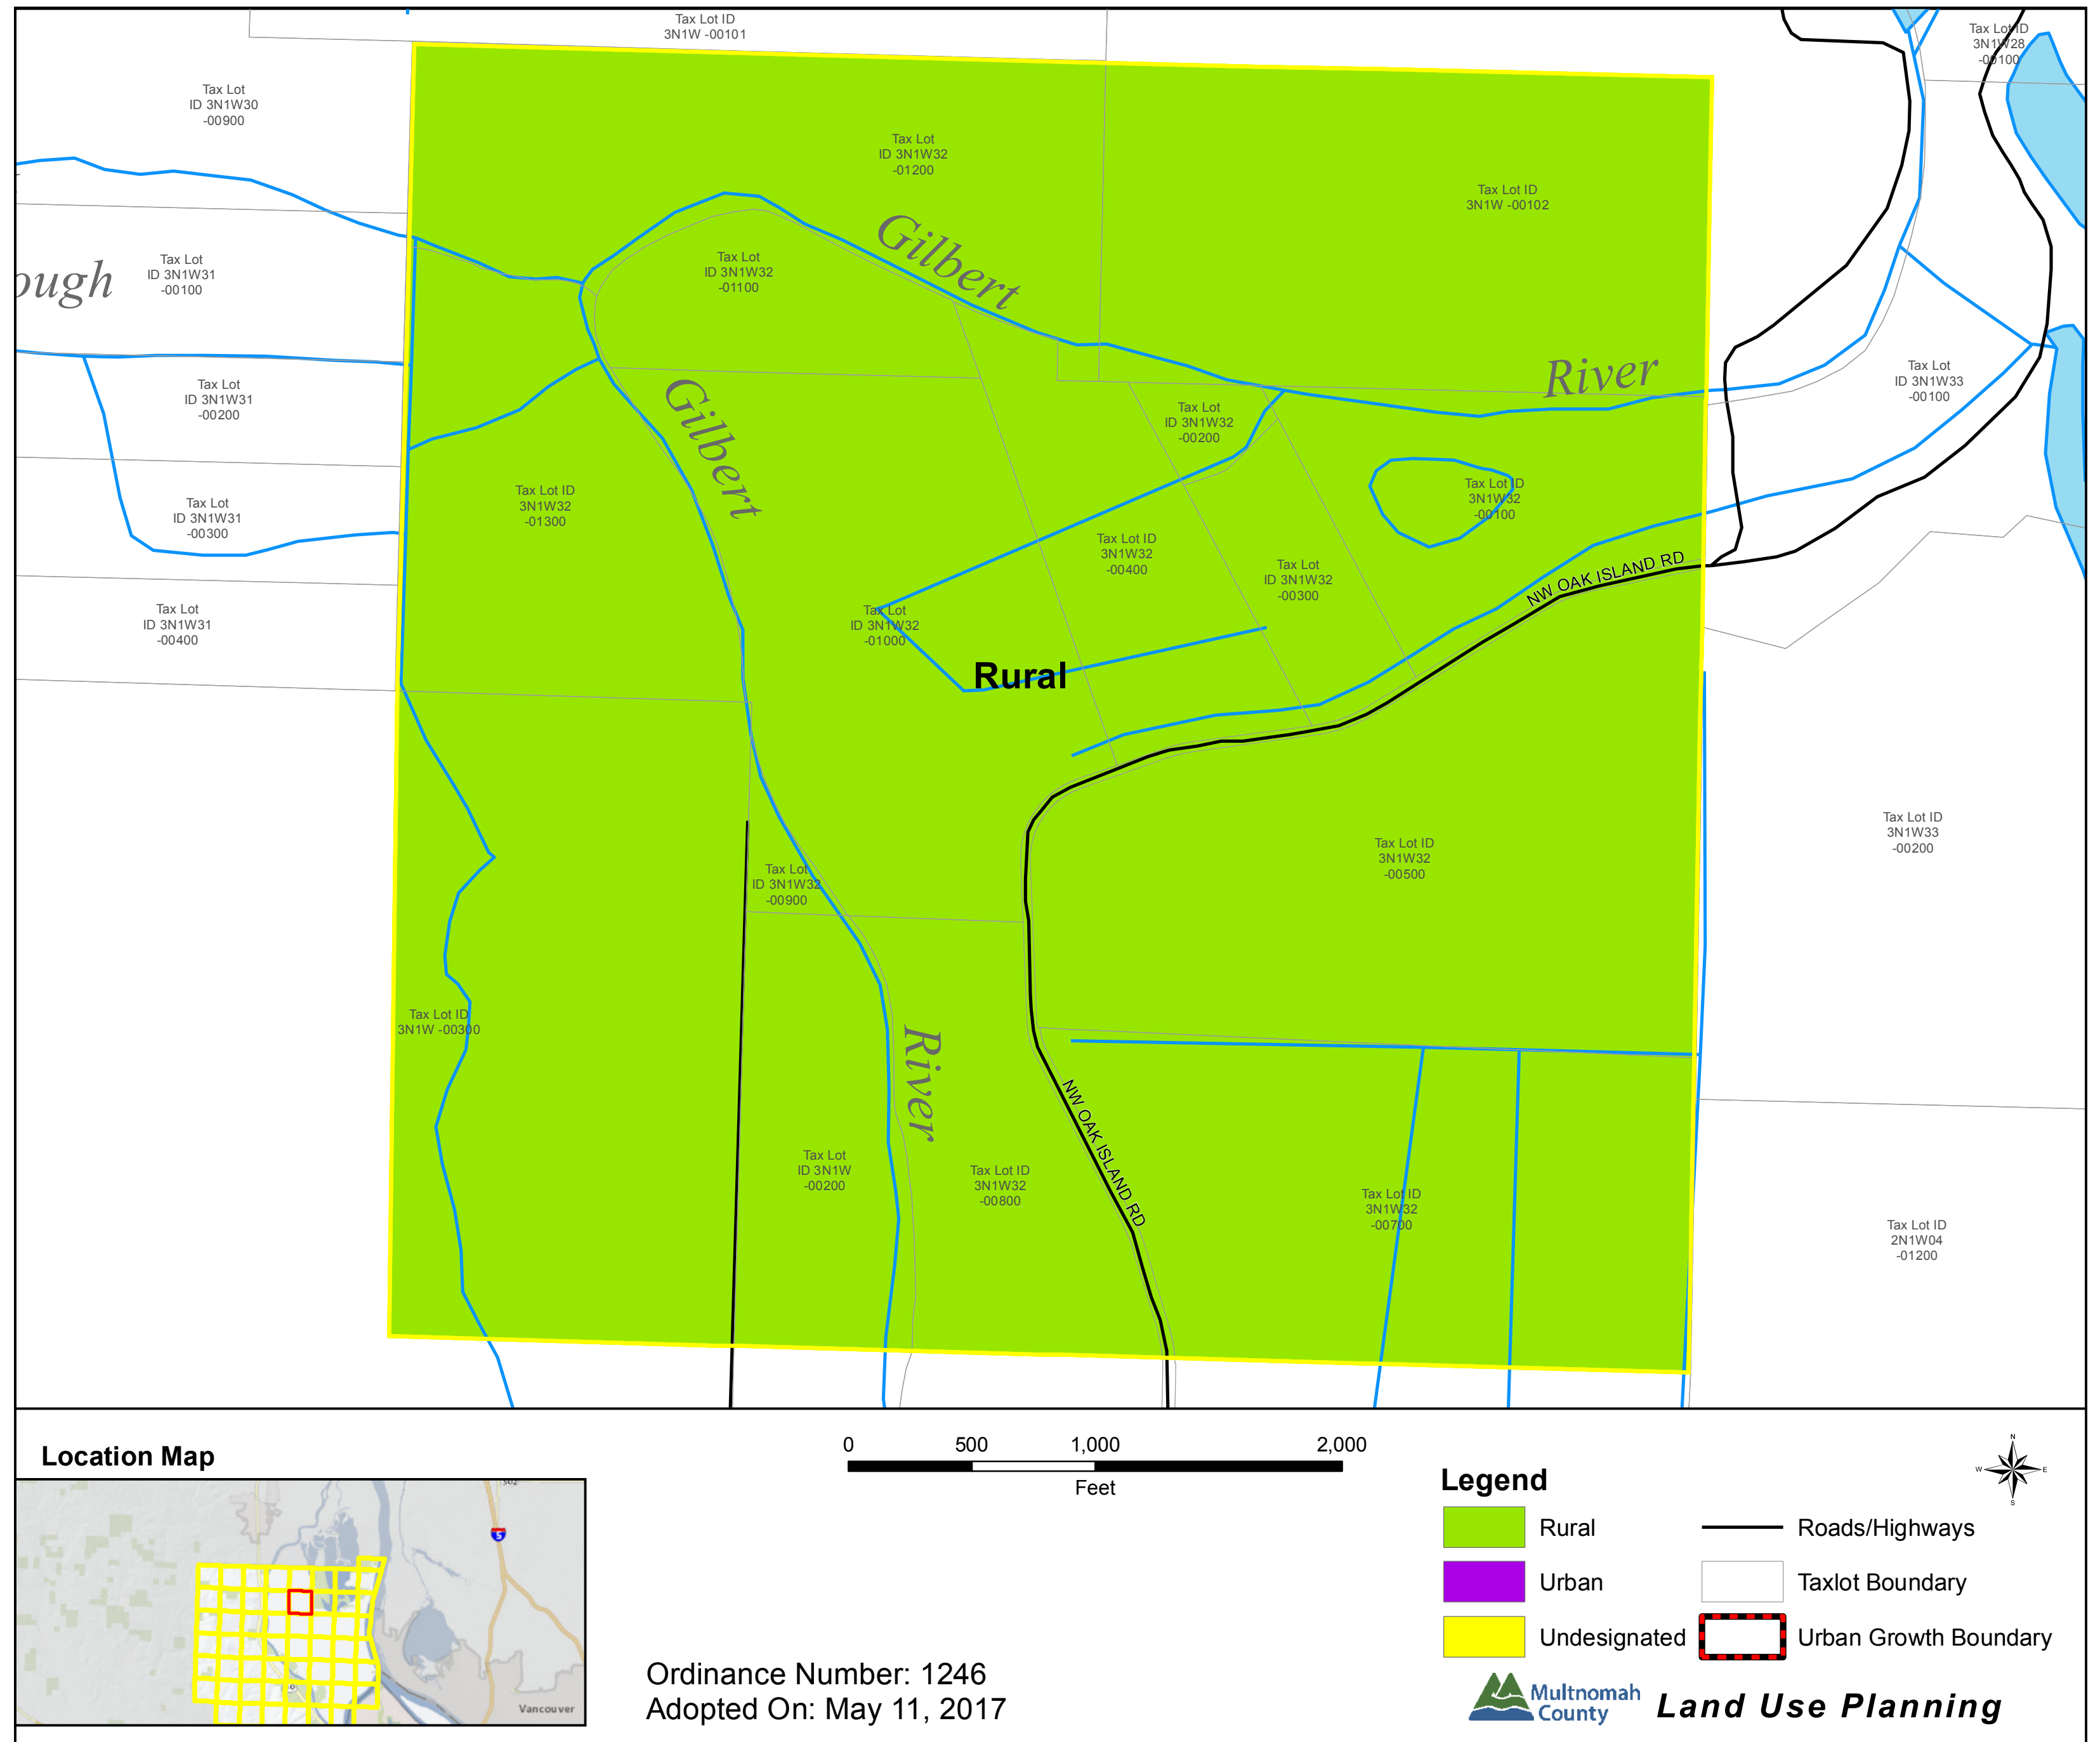 Tax Lot ID
3N1W -00101
Tax Lot ID
3N1W28
-00100
Tax Lot
ID 3N1W30
-00900
Tax Lot
ID 3N1W32
-01200
Tax Lot ID
3N1W -00102
Gilbert
ough
Tax Lot
ID 3N1W31
-00100
Tax Lot
ID 3N1W32
-01100
River
Tax Lot
ID 3N1W33
-00100
Tax Lot
ID 3N1W31
-00200
Gilbert
Tax Lot
ID 3N1W32
-00200
Tax Lot ID
3N1W32
-01300
Tax Lot ID
3N1W32
-00100
Tax Lot
ID 3N1W31
-00300
Tax Lot ID
3N1W32
-00400
Tax Lot
ID 3N1W32
-00300
NW OAK ISLAND RD
Tax Lot
ID 3N1W31
-00400
Tax Lot
ID 3N1W32
-01000
Rural
Tax Lot ID
3N1W33
-00200
Tax Lot ID
3N1W32
-00500
Tax Lot
ID 3N1W32
-00900
Tax Lot ID
3N1W -00300
River
NW OAK ISLAND RD
Tax Lot
ID 3N1W
-00200
Tax Lot ID
3N1W32
-00800
Tax Lot ID
3N1W32
-00700
Tax Lot ID
2N1W04
-01200
Location Map
0 500 1,000 2,000
Feet
N
W E
S
Legend
Rural
Urban
Undesignated
Roads/Highways
Taxlot Boundary
Urban Growth Boundary
5
Vancouver
Ordinance Number: 1246
Adopted On: May 11, 2017
Multnomah
County
Land Use Planning